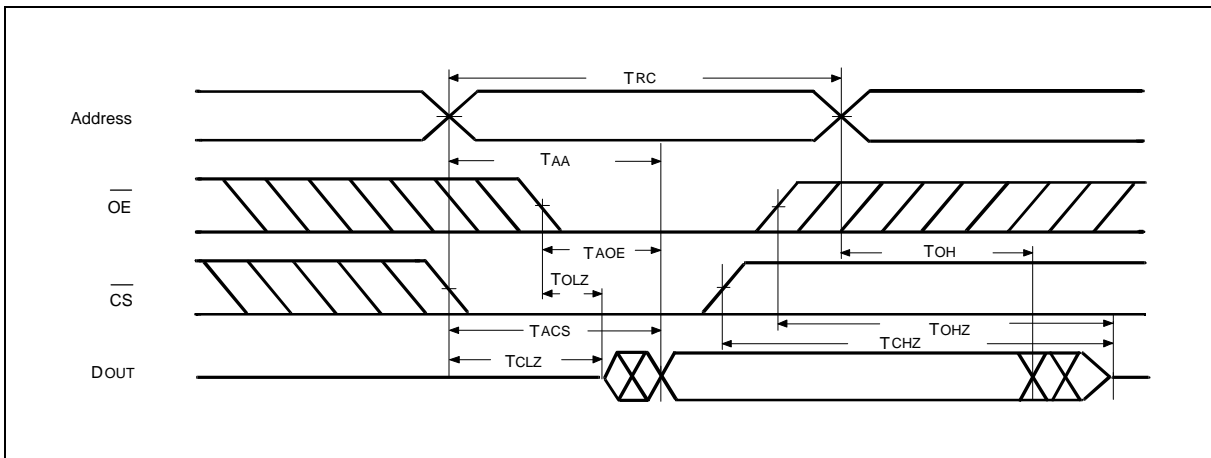 TRC
Address
TAA
OE
TAOE
TOH
TOLZ
CS
TACS
TOHZ
TCHZ
TCLZ
DOUT